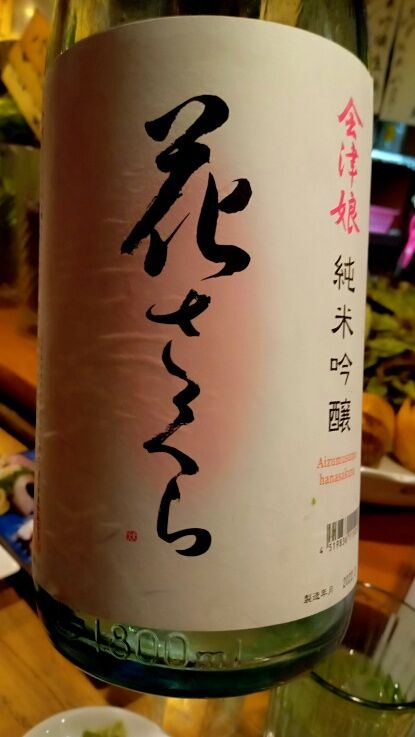 花さくら
会津娘
純米吟醸
Aizumusume
hanasakura
製造年月
1800ml